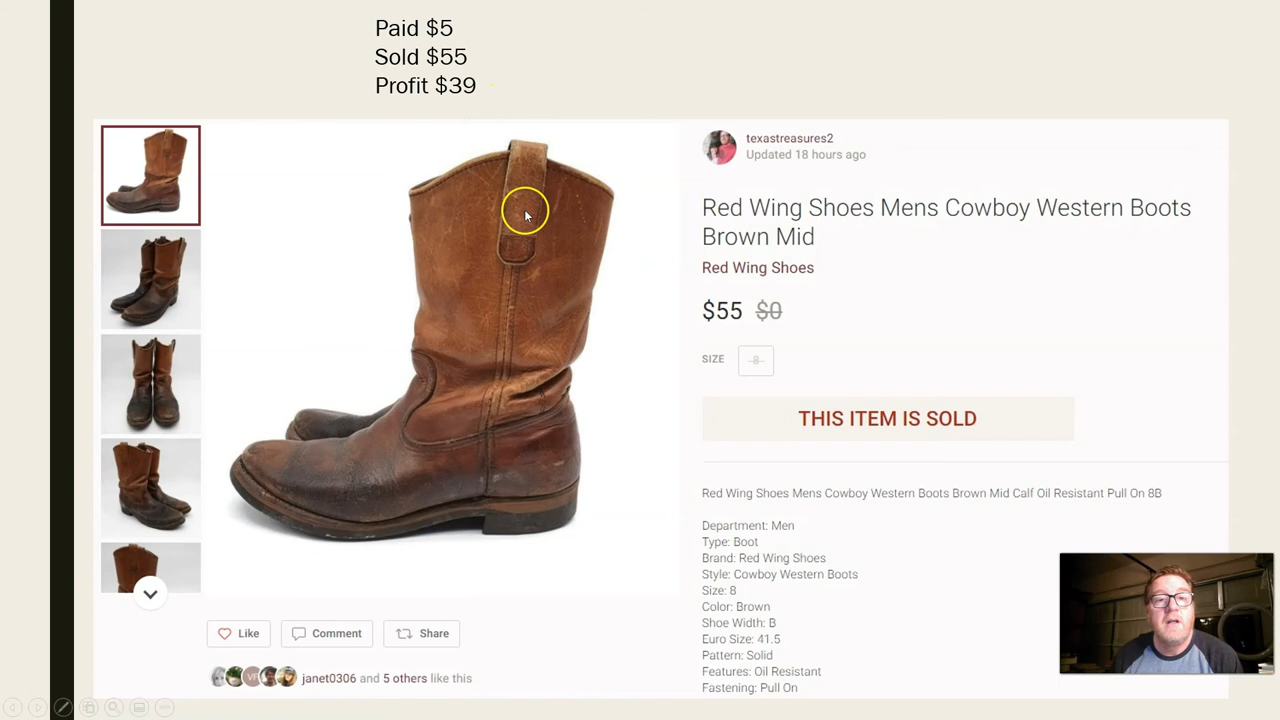 Paid $5
Sold $55
Profit $39
texastreasures2
Updated 18 hours ago
Red Wing Shoes Mens Cowboy Western Boots
Brown Mid
Red Wing Shoes
$55 $0
SIZE 8
THIS ITEM IS SOLD
Red Wing Shoes Mens Cowboy Western Boots Brown Mid Calf Oil Resistant Pull On 8B
Department: Men
Type: Boot
Brand: Red Wing Shoes
Style: Cowboy Western Boots
Size: 8
Color: Brown
Shoe Width: B
Euro Size: 41.5
Pattern: Solid
Features: Oil Resistant
Fastening: Pull On
Like Comment Share
VF janet0306 and 5 others like this